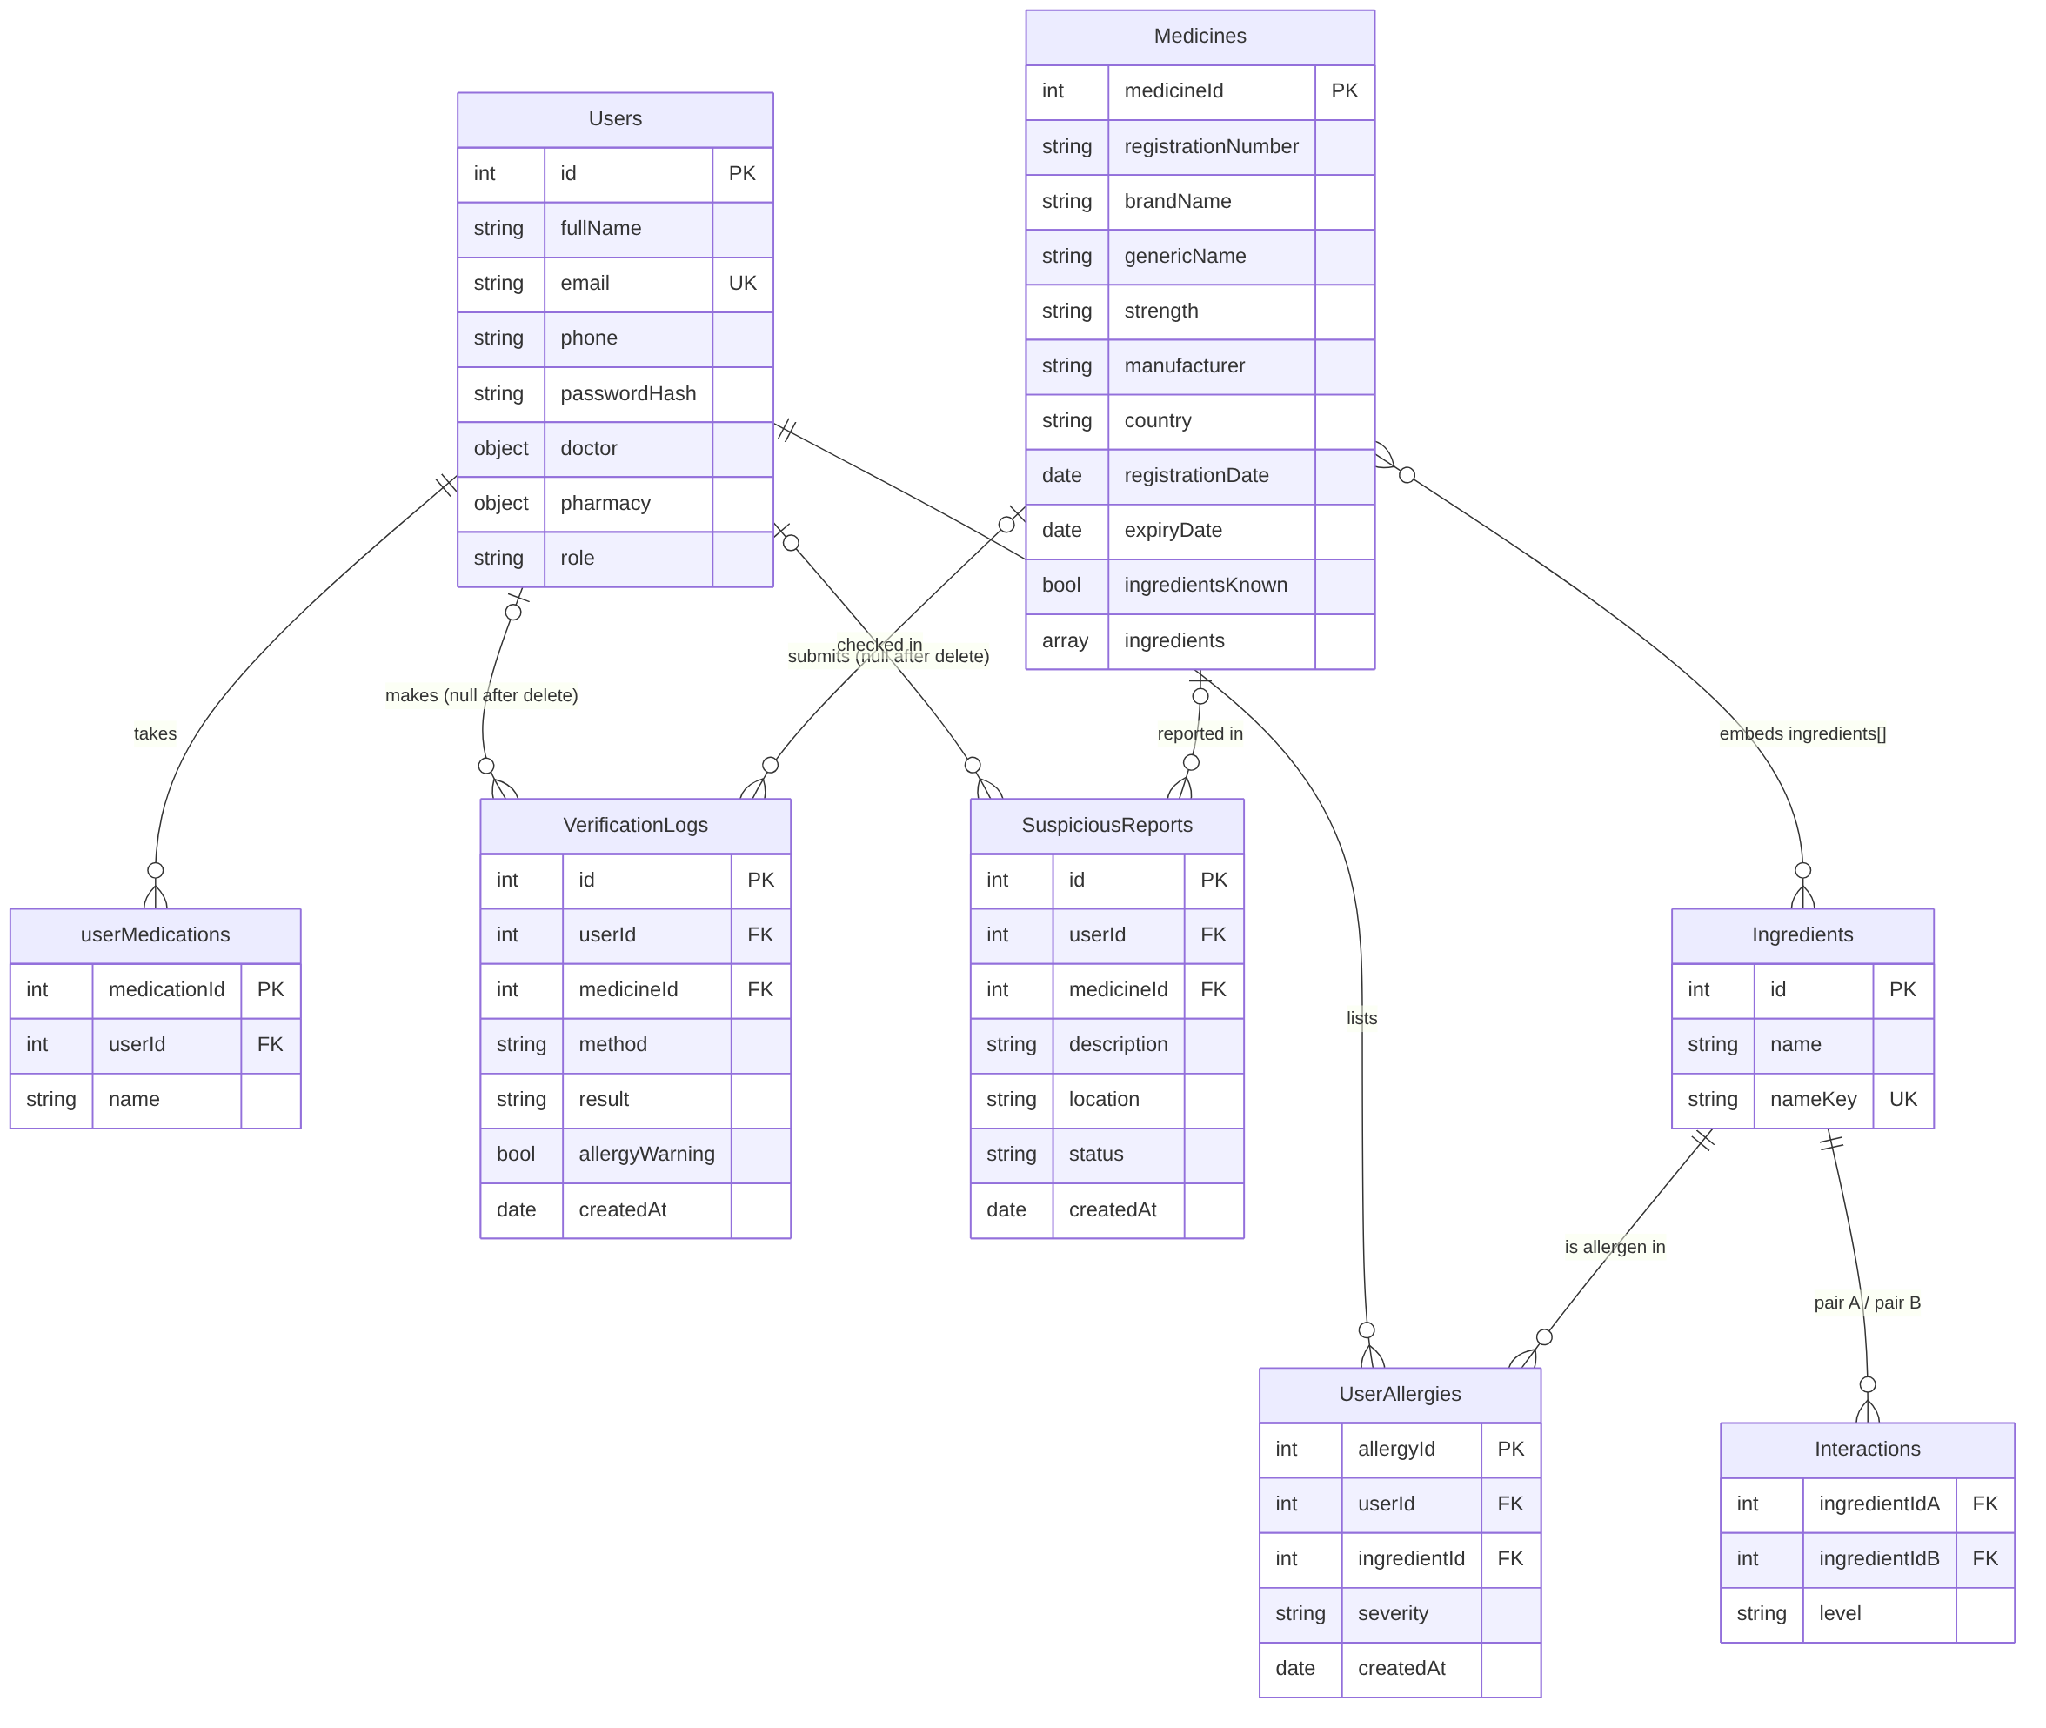 Medicines
int medicineId PK
string registrationNumber
string brandName
string genericName
string strength
string manufacturer
string country
date registrationDate
date expiryDate
bool ingredientsKnown
array ingredients
Users
int id PK
string fullName
string email UK
string phone
string passwordHash
object doctor
object pharmacy
string role
checked in
submits (null after delete)
makes (null after delete)
takes
reported in
embeds ingredients[]
VerificationLogs
int id PK
int userId FK
int medicineId FK
string method
string result
bool allergyWarning
date createdAt
SuspiciousReports
int id PK
int userId FK
int medicineId FK
string description
string location
string status
date createdAt
userMedications
int medicationId PK
int userId FK
string name
lists
Ingredients
int id PK
string name
string nameKey UK
is allergen in
pair A / pair B
UserAllergies
int allergyId PK
int userId FK
int ingredientId FK
string severity
date createdAt
Interactions
int ingredientIdA FK
int ingredientIdB FK
string level